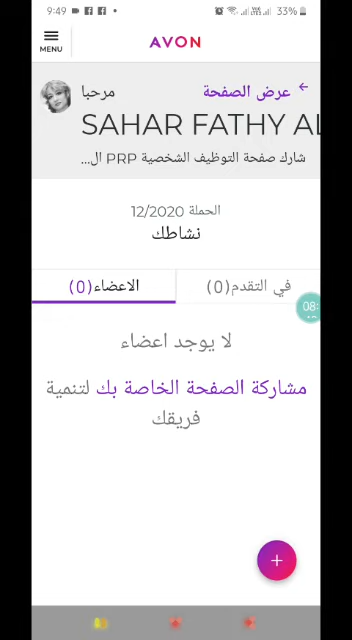 9:49
33%
MENU
AVON
مرحبا
عرض الصفحة ←
SAHAR FATHY AL
شارك صفحة التوظيف الشخصية PRP ال...
الحملة 12/2020
نشاطك
في التقدم (0)
الاعضاء (0)
08:
لا يوجد اعضاء
مشاركة الصفحة الخاصة بك لتنمية
فريقك
+